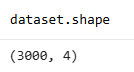 dataset.shape
(3000, 4)